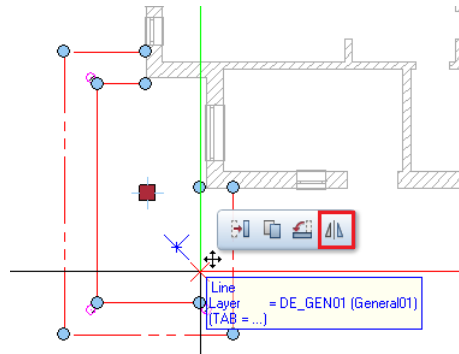 Line
Layer = DE_GEN01 (General01)
(TAB = ...)